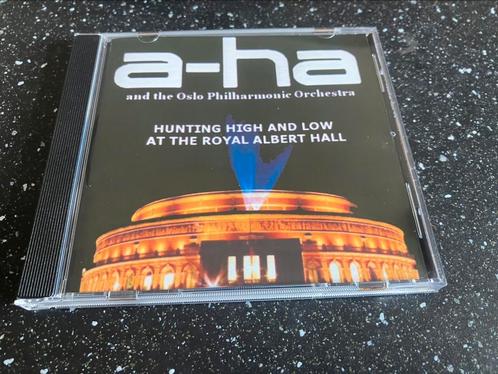 a-ha
and the Oslo Philharmonic Orchestra
HUNTING HIGH AND LOW
AT THE ROYAL ALBERT HALL